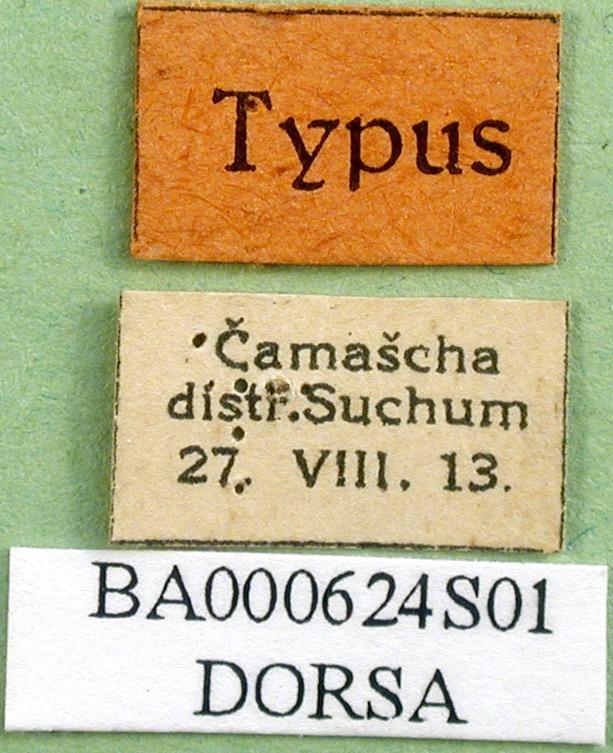 Typus
Čamašcha
distr.Suchum
27. VIII. 13.
BA000624S01
DORSA